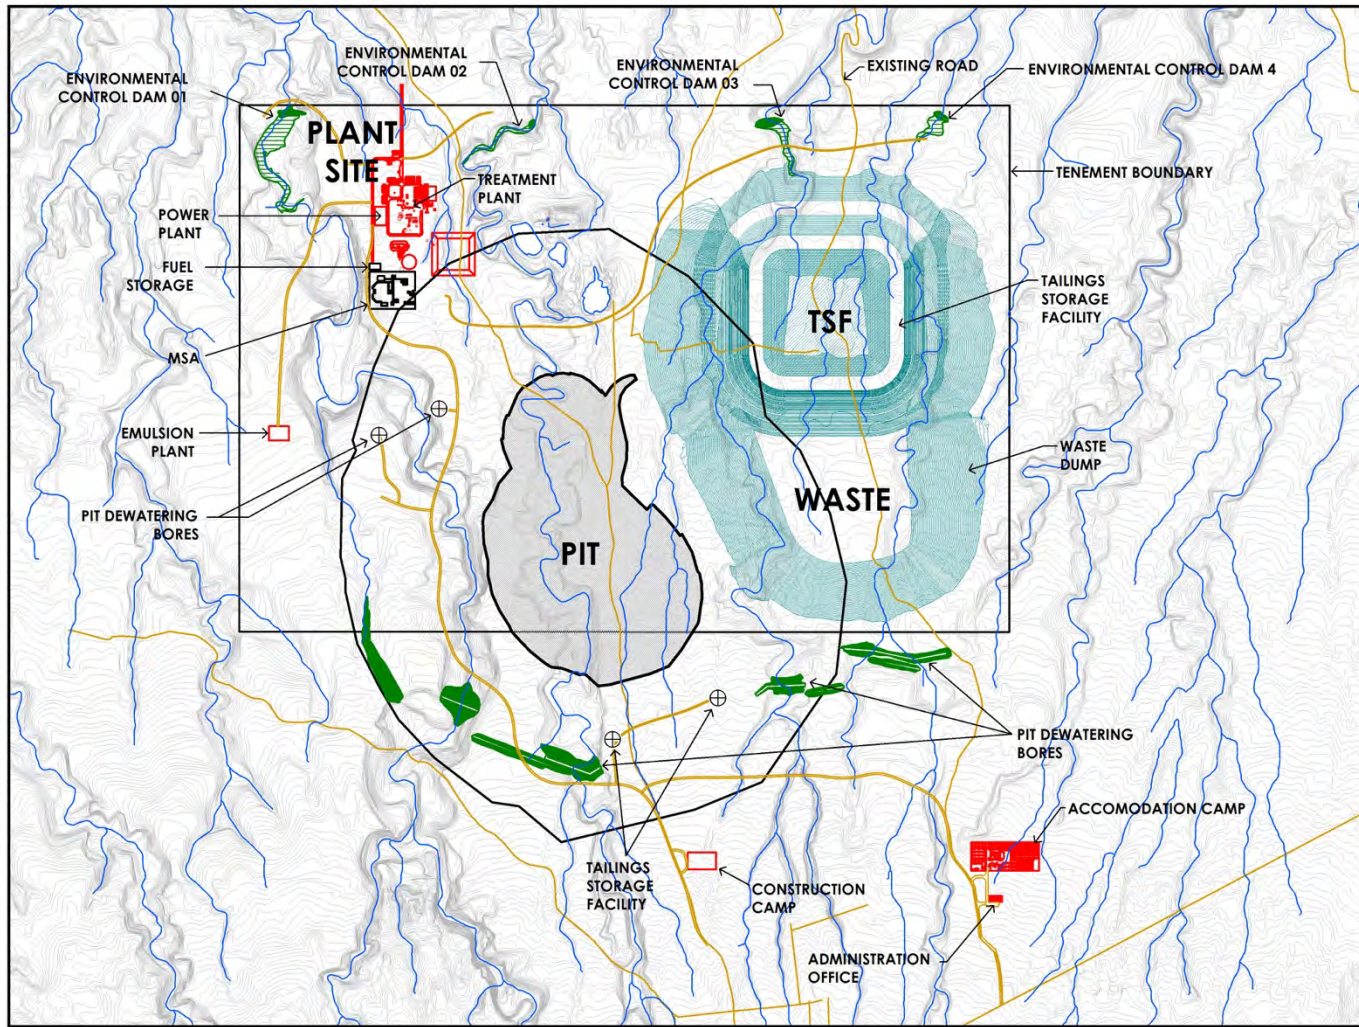 ENVIRONMENTAL
CONTROL DAM 01
ENVIRONMENTAL
CONTROL DAM 02
ENVIRONMENTAL
CONTROL DAM 03
EXISTING ROAD
ENVIRONMENTAL CONTROL DAM 4
PLANT
SITE
TREATMENT
PLANT
TENEMENT BOUNDARY
POWER
PLANT
FUEL
STORAGE
TAILINGS
STORAGE
FACILITY
TSF
MSA
EMULSION
PLANT
WASTE
DUMP
WASTE
PIT DEWATERING
BORES
PIT
PIT DEWATERING
BORES
ACCOMODATION CAMP
TAILINGS
STORAGE
FACILITY
CONSTRUCTION
CAMP
ADMINISTRATION
OFFICE